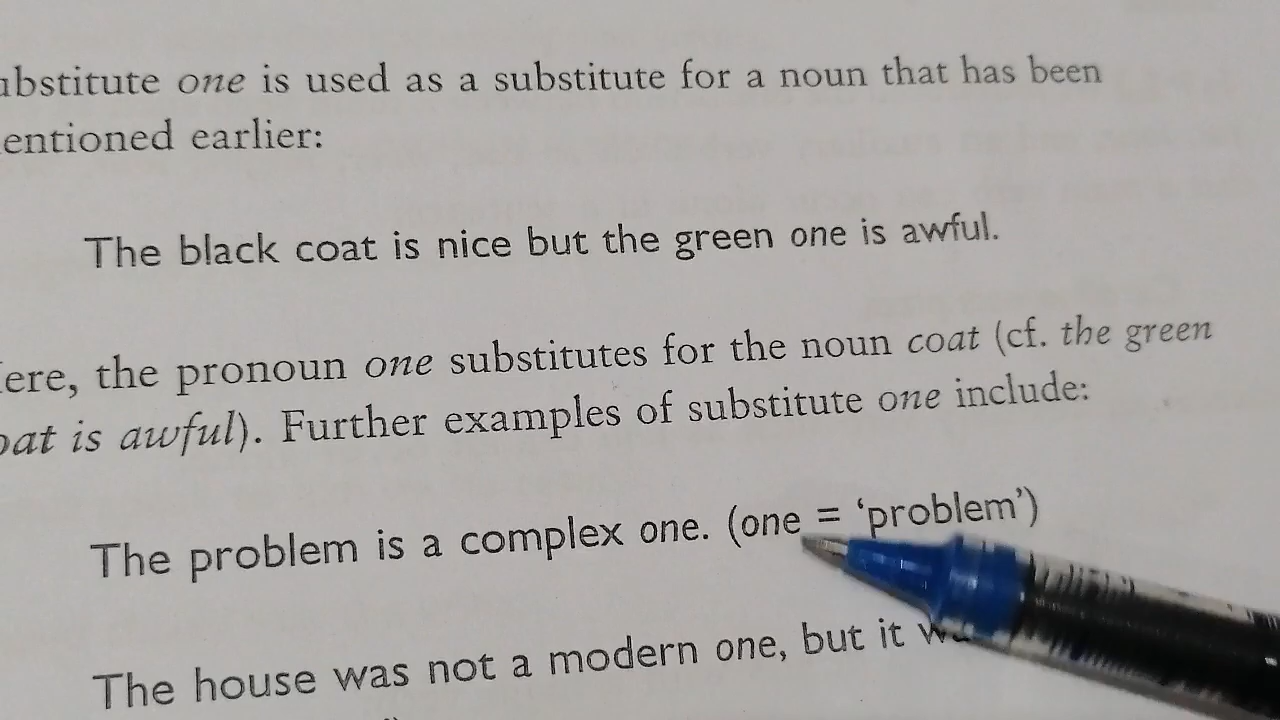 ubstitute one is used as a substitute for a noun that has been
entioned earlier:
The black coat is nice but the green one is awful.
ere, the pronoun one substitutes for the noun coat (cf. the green
oat is awful). Further examples of substitute one include:
The problem is a complex one. (one = ‘problem’)
The house was not a modern one, but it